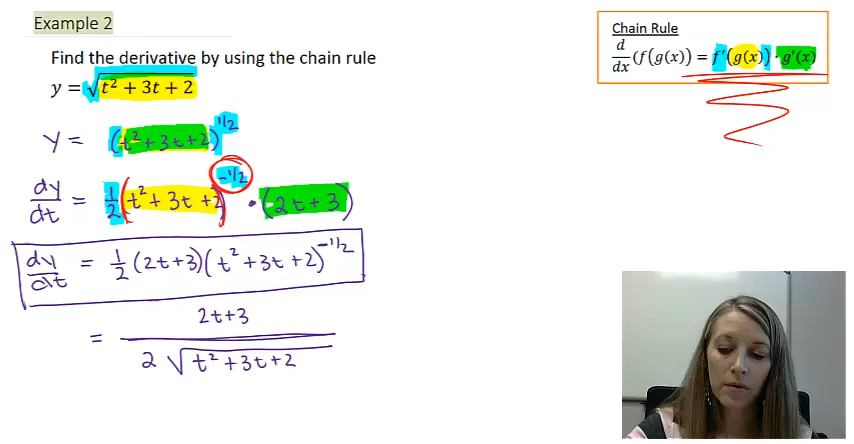 Example 2
Find the derivative by using the chain rule
y = √(t² + 3t + 2)
Y = (t² + 3t + 2)^1/2
dy/dt = 1/2 (t² + 3t + 2)^-1/2 · (2t + 3)
dy/dt = 1/2 (2t+3)(t² + 3t + 2)^-1/2
= 2t+3 / 2√(t² + 3t + 2)
Chain Rule
d/dx (f(g(x)) = f'(g(x)) · g'(x)